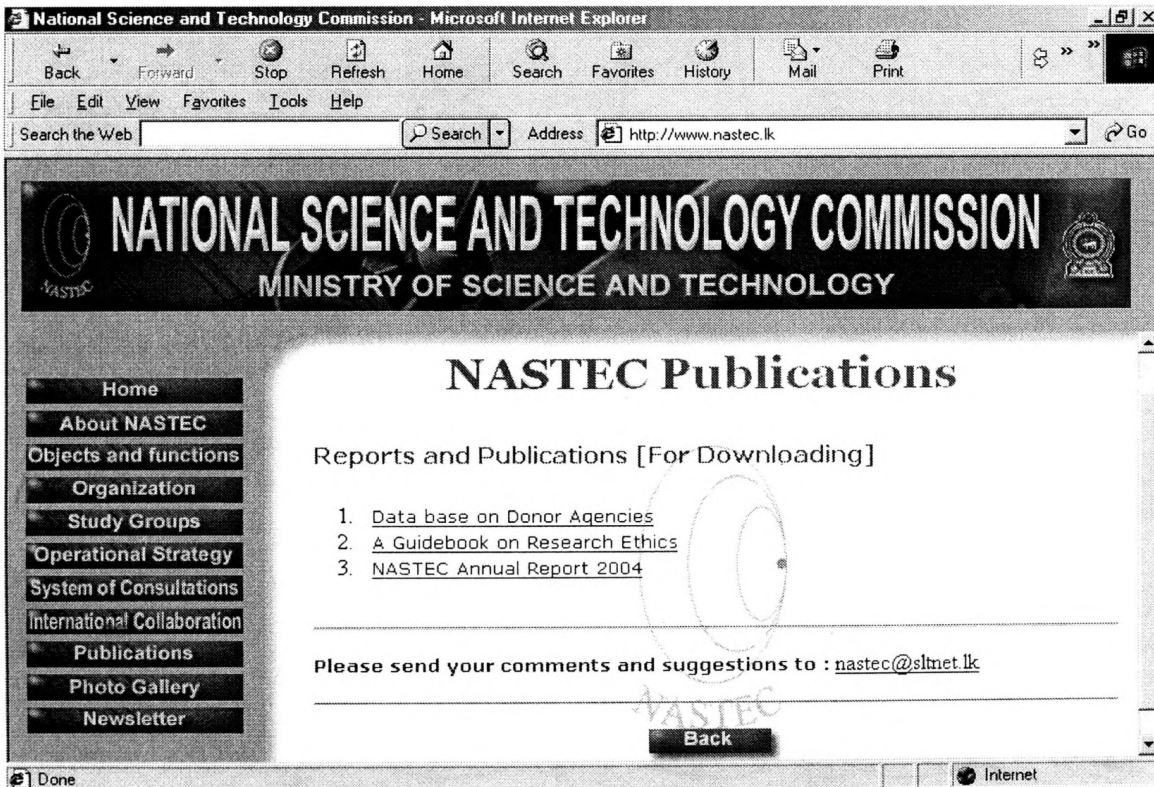 National Science and Technology Commission - Microsoft Internet Explorer
Back Forward Stop Refresh Home Search Favorites History Mail Print
File Edit View Favorites Tools Help
Search the Web Search Address http://www.nastec.lk Go
NATIONAL SCIENCE AND TECHNOLOGY COMMISSION
MINISTRY OF SCIENCE AND TECHNOLOGY
NASTEC
NASTEC Publications
Home
About NASTEC
Objects and functions
Organization
Study Groups
Operational Strategy
System of Consultations
International Collaboration
Publications
Photo Gallery
Newsletter
Reports and Publications [For Downloading]
1. Data base on Donor Agencies
2. A Guidebook on Research Ethics
3. NASTEC Annual Report 2004
Please send your comments and suggestions to : nastec@sltnet.lk
NASTEC
Back
Done Internet